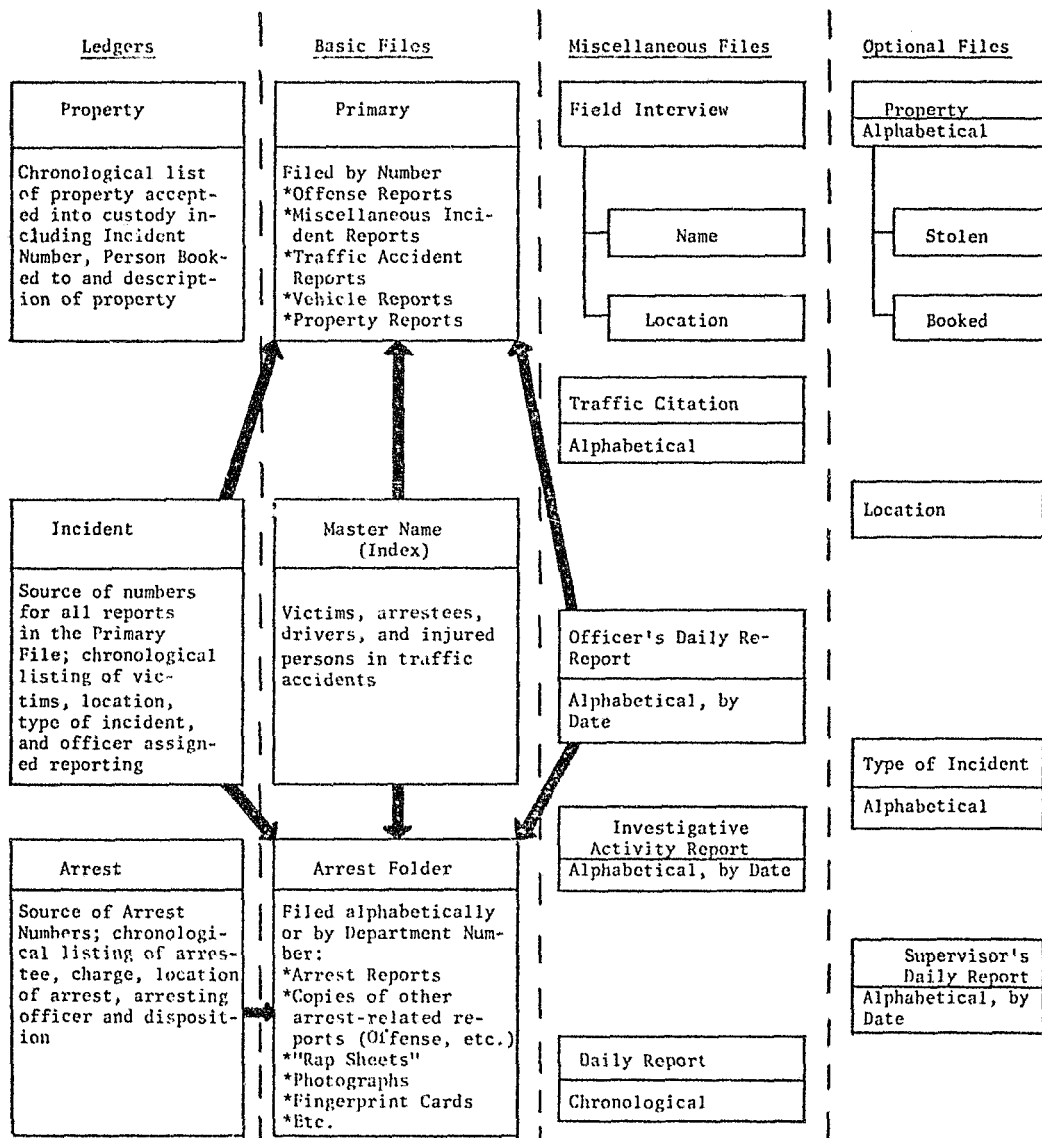 Ledgers
Property
Chronological list
of property accept-
ed into custody in-
cluding Incident
Number, Person Book-
ed to and descript-
ion of property
Incident
Source of numbers
for all reports
in the Primary
File; chronological
listing of vic-
tims, location,
type of incident,
and officer assign-
ed reporting
Arrest
Source of Arrest
Numbers; chronologi-
cal listing of arres-
tee, charge, location
of arrest, arresting
officer and disposit-
ion
Basic Files
Primary
Filed by Number
*Offense Reports
*Miscellaneous Inci-
dent Reports
*Traffic Accident
Reports
*Vehicle Reports
*Property Reports
Master Name
(Index)
Victims, arrestees,
drivers, and injured
persons in traffic
accidents
Arrest Folder
Filed alphabetically
or by Department Num-
ber:
*Arrest Reports
*Copies of other
arrest-related re-
ports (Offense, etc.)
*"Rap Sheets"
*Photographs
*Fingerprint Cards
*Etc.
Miscellaneous Files
Field Interview
Name
Location
Traffic Citation
Alphabetical
Officer's Daily Re-
Report
Alphabetical, by
Date
Investigative
Activity Report
Alphabetical, by Date
Daily Report
Chronological
Optional Files
Property
Alphabetical
Stolen
Booked
Location
Type of Incident
Alphabetical
Supervisor's
Daily Report
Alphabetical, by
Date